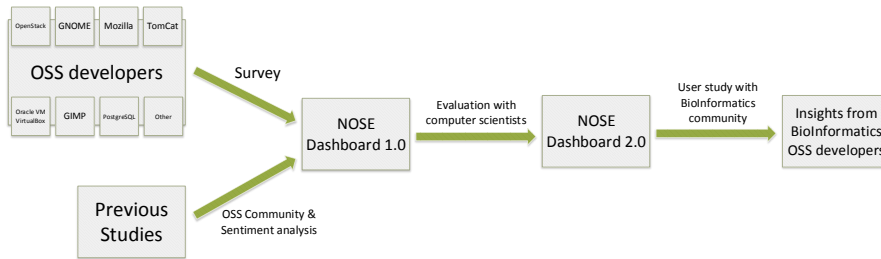 OpenStack
GNOME
Mozilla
TomCat
OSS developers
Oracle VM
VirtualBox
GIMP
PostgreSQL
Other
Survey
Previous
Studies
OSS Community &
Sentiment analysis
NOSE
Dashboard 1.0
Evaluation with
computer scientists
NOSE
Dashboard 2.0
User study with
BioInformatics
community
Insights from
BioInformatics
OSS developers